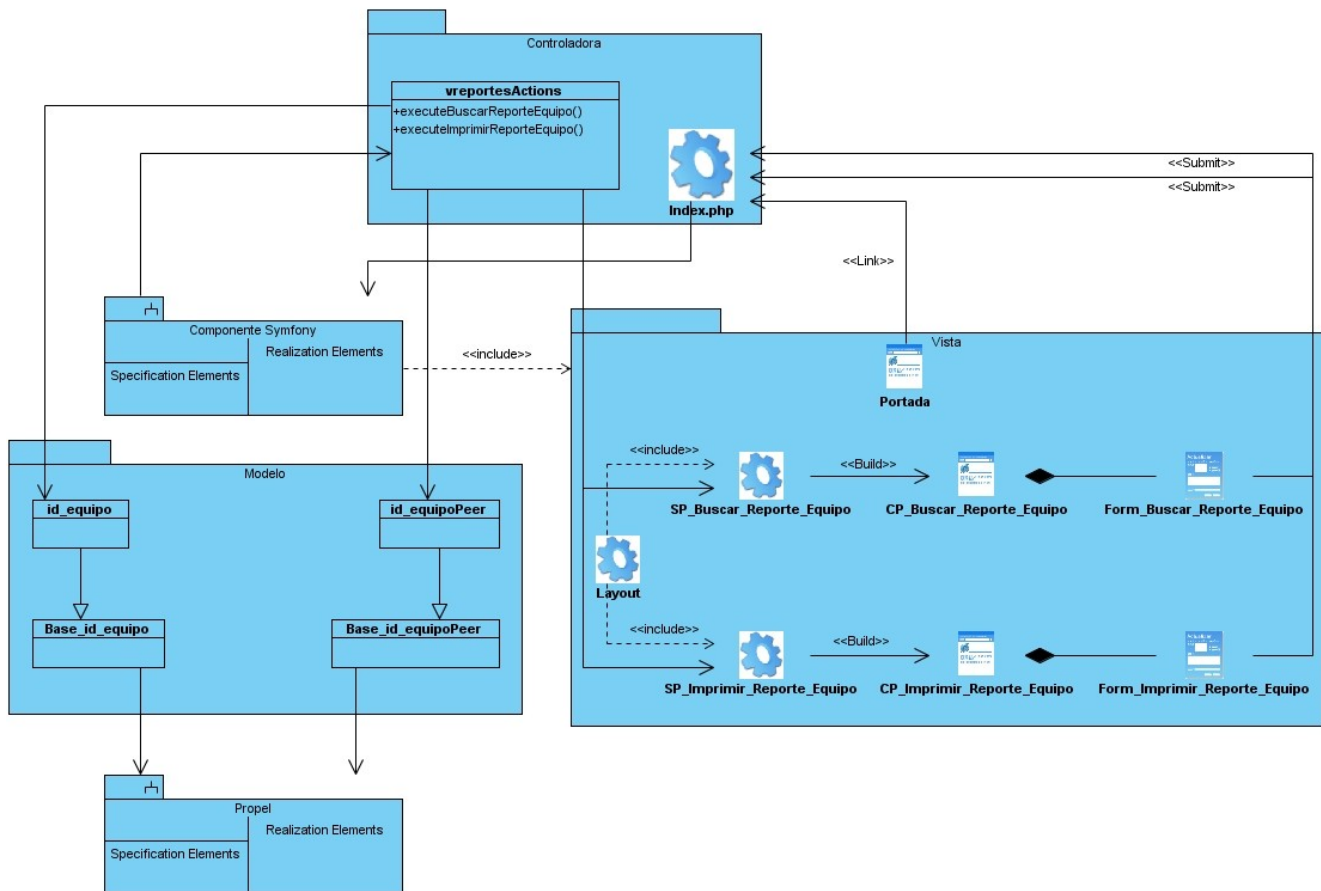 Controladora
vreportesActions
+executeBuscarReporteEquipo()
+executeImprimirReporteEquipo()
Index.php
<<Submit>>
<<Submit>>
<<Link>>
Componente Symfony
Realization Elements
Specification Elements
<<include>>
Vista
Portada
Modelo
id_equipo
id_equipoPeer
Base_id_equipo
Base_id_equipoPeer
<<include>>
<<Build>>
SP_Buscar_Reporte_Equipo
CP_Buscar_Reporte_Equipo
Form_Buscar_Reporte_Equipo
Layout
<<include>>
<<Build>>
SP_Imprimir_Reporte_Equipo
CP_Imprimir_Reporte_Equipo
Form_Imprimir_Reporte_Equipo
Propel
Realization Elements
Specification Elements